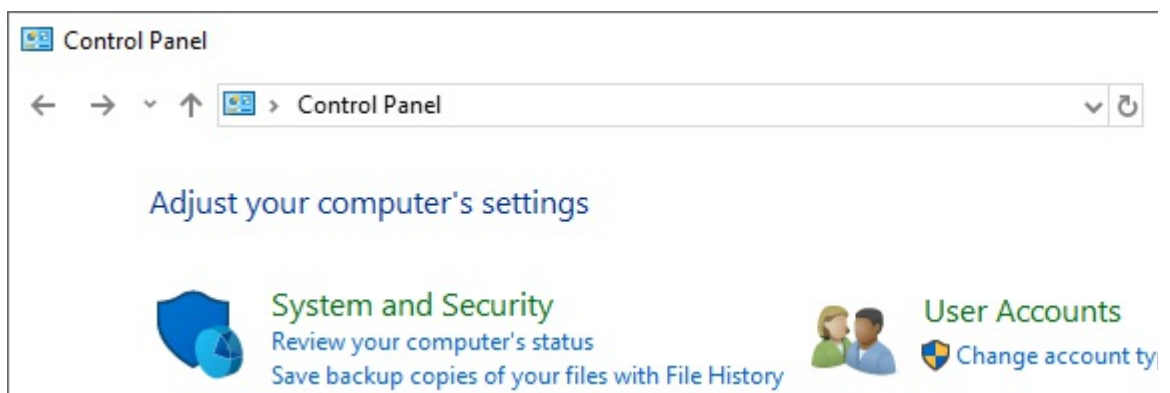 Control Panel
Control Panel
Adjust your computer's settings
System and Security
Review your computer's status
Save backup copies of your files with File History
User Accounts
Change account typ